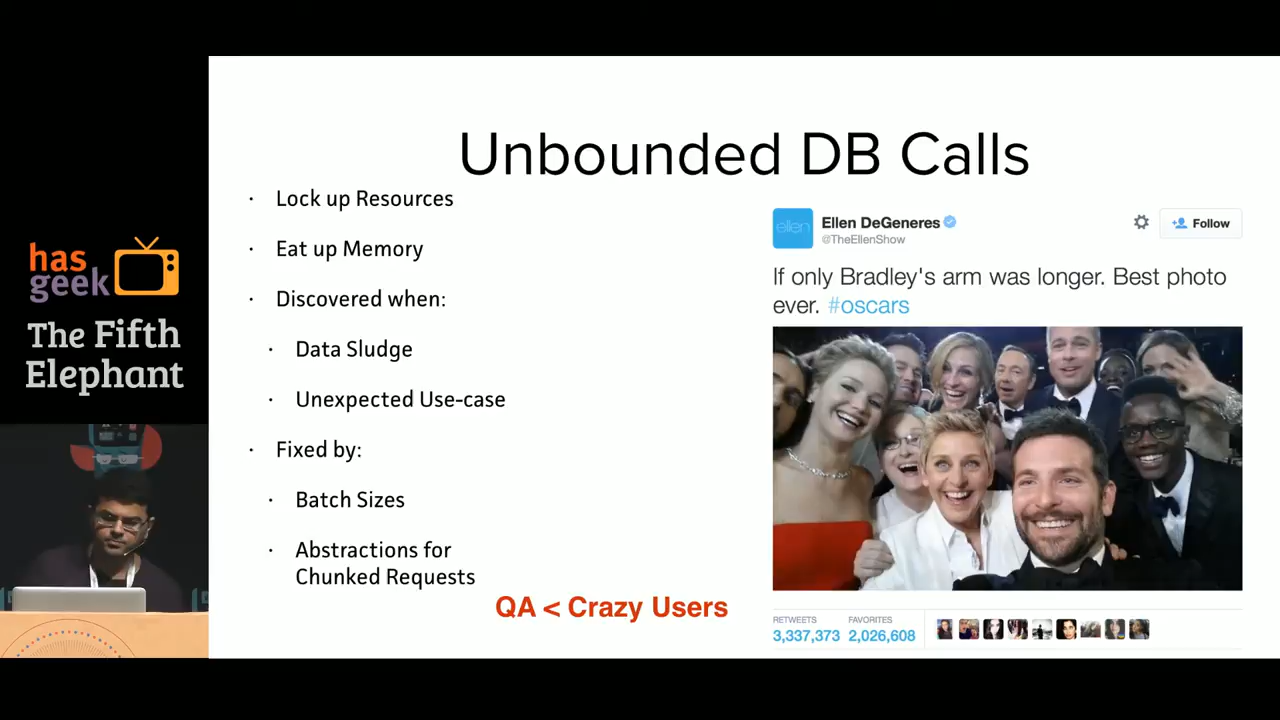 Unbounded DB Calls
· Lock up Resources
· Eat up Memory
· Discovered when:
· Data Sludge
· Unexpected Use-case
· Fixed by:
· Batch Sizes
· Abstractions for
Chunked Requests
QA < Crazy Users
ellen
Ellen DeGeneres
@TheEllenShow
Follow
If only Bradley's arm was longer. Best photo
ever. #oscars
RETWEETS
3,337,373
FAVORITES
2,026,608
has
geek
The Fifth
Elephant